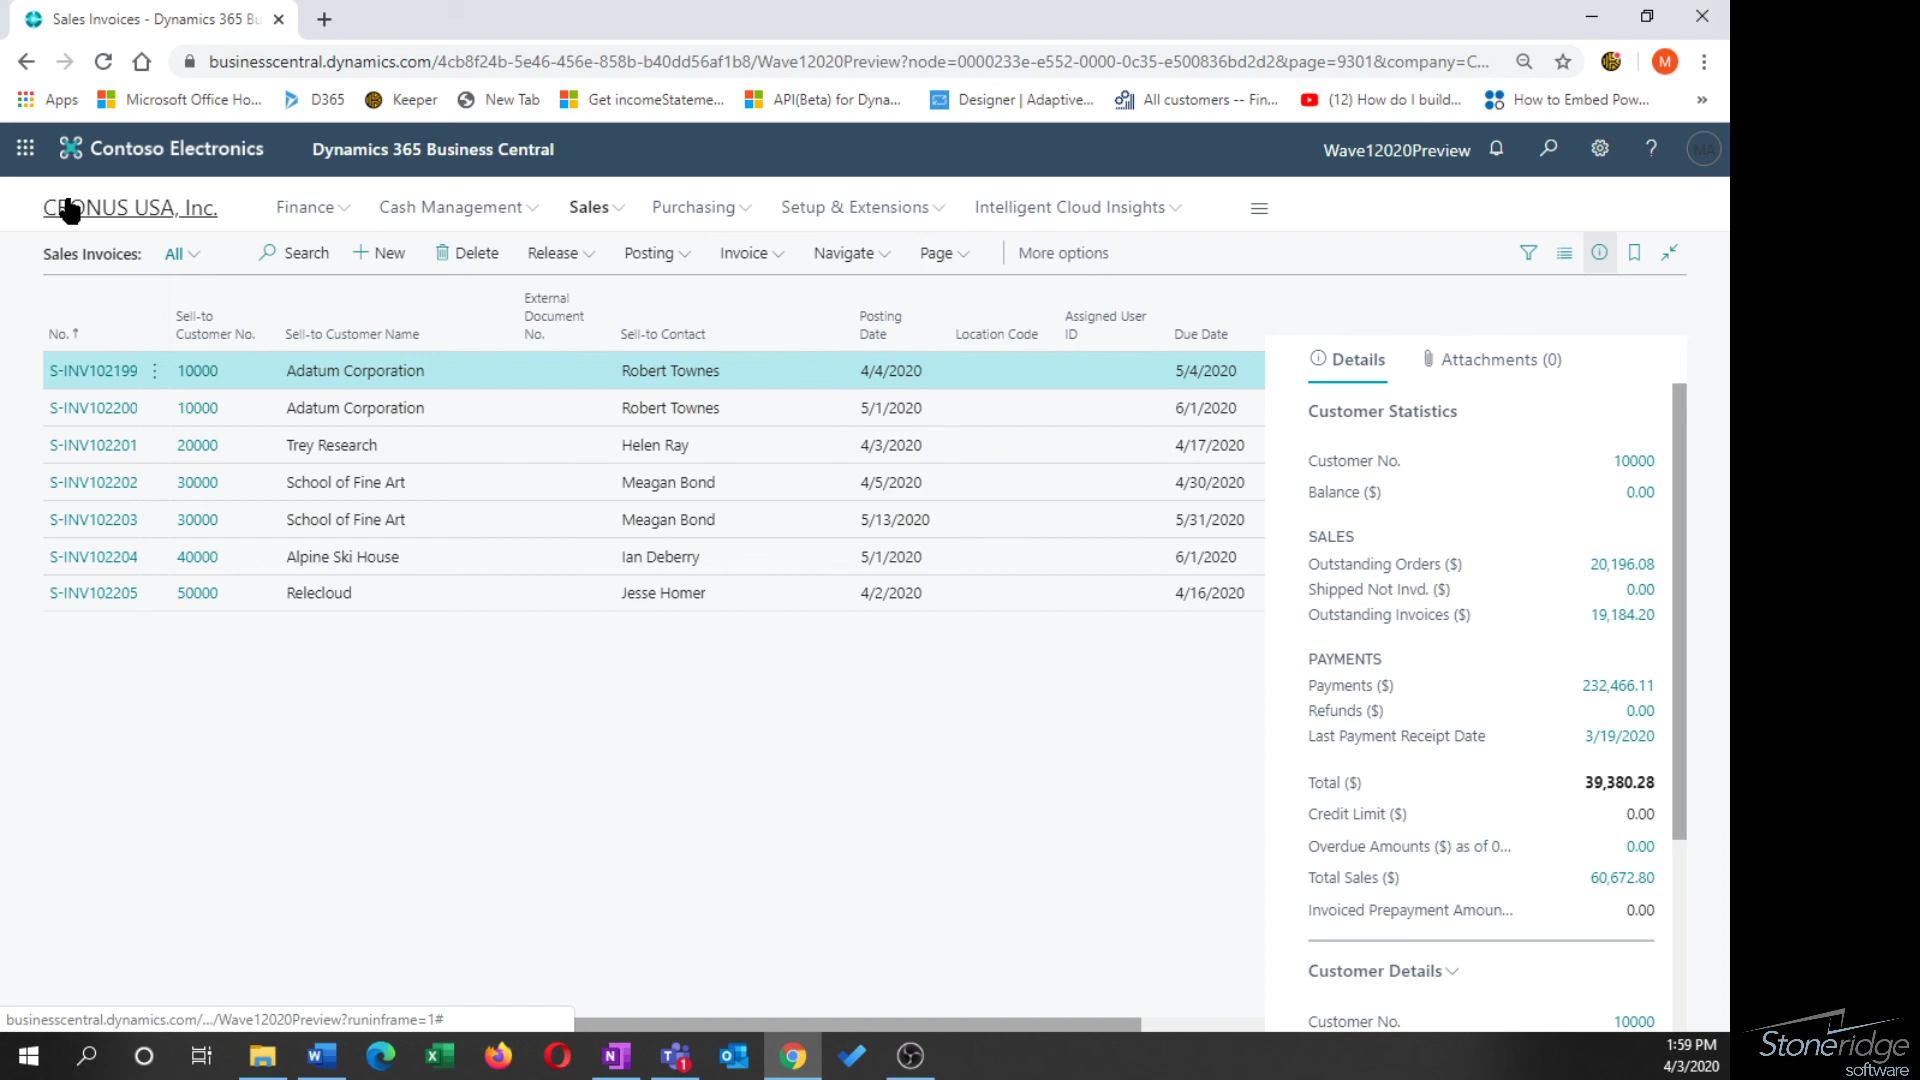 Sales Invoices - Dynamics 365 Bu
businesscentral.dynamics.com/4cb8f24b-5e46-456e-858b-b40dd56af1b8/Wave12020Preview?node=0000233e-e552-0000-0c35-e500836bd2d2&page=9301&company=C...
M
Apps Microsoft Office Ho... D365 Keeper New Tab Get incomeStateme... API(Beta) for Dyna... Designer | Adaptive... All customers -- Fin... (12) How do I build... How to Embed Pow... »
Contoso Electronics Dynamics 365 Business Central Wave12020Preview ? MA
CRONUS USA, Inc. Finance Cash Management Sales Purchasing Setup & Extensions Intelligent Cloud Insights
Sales Invoices: All Search + New Delete Release Posting Invoice Navigate Page More options
No. ↑ Sell-to Customer No. Sell-to Customer Name External Document No. Sell-to Contact Posting Date Location Code Assigned User ID Due Date
S-INV102199 10000 Adatum Corporation Robert Townes 4/4/2020 5/4/2020
S-INV102200 10000 Adatum Corporation Robert Townes 5/1/2020 6/1/2020
S-INV102201 20000 Trey Research Helen Ray 4/3/2020 4/17/2020
S-INV102202 30000 School of Fine Art Meagan Bond 4/5/2020 4/30/2020
S-INV102203 30000 School of Fine Art Meagan Bond 5/13/2020 5/31/2020
S-INV102204 40000 Alpine Ski House Ian Deberry 5/1/2020 6/1/2020
S-INV102205 50000 Relecloud Jesse Homer 4/2/2020 4/16/2020
Details Attachments (0)
Customer Statistics
Customer No. 10000
Balance ($) 0.00
SALES
Outstanding Orders ($) 20,196.08
Shipped Not Invd. ($) 0.00
Outstanding Invoices ($) 19,184.20
PAYMENTS
Payments ($) 232,466.11
Refunds ($) 0.00
Last Payment Receipt Date 3/19/2020
Total ($) 39,380.28
Credit Limit ($) 0.00
Overdue Amounts ($) as of 0... 0.00
Total Sales ($) 60,672.80
Invoiced Prepayment Amoun... 0.00
Customer Details
Customer No. 10000
businesscentral.dynamics.com/.../Wave12020Preview?runinframe=1#
1:59 PM
4/3/2020
Stoneridge
software